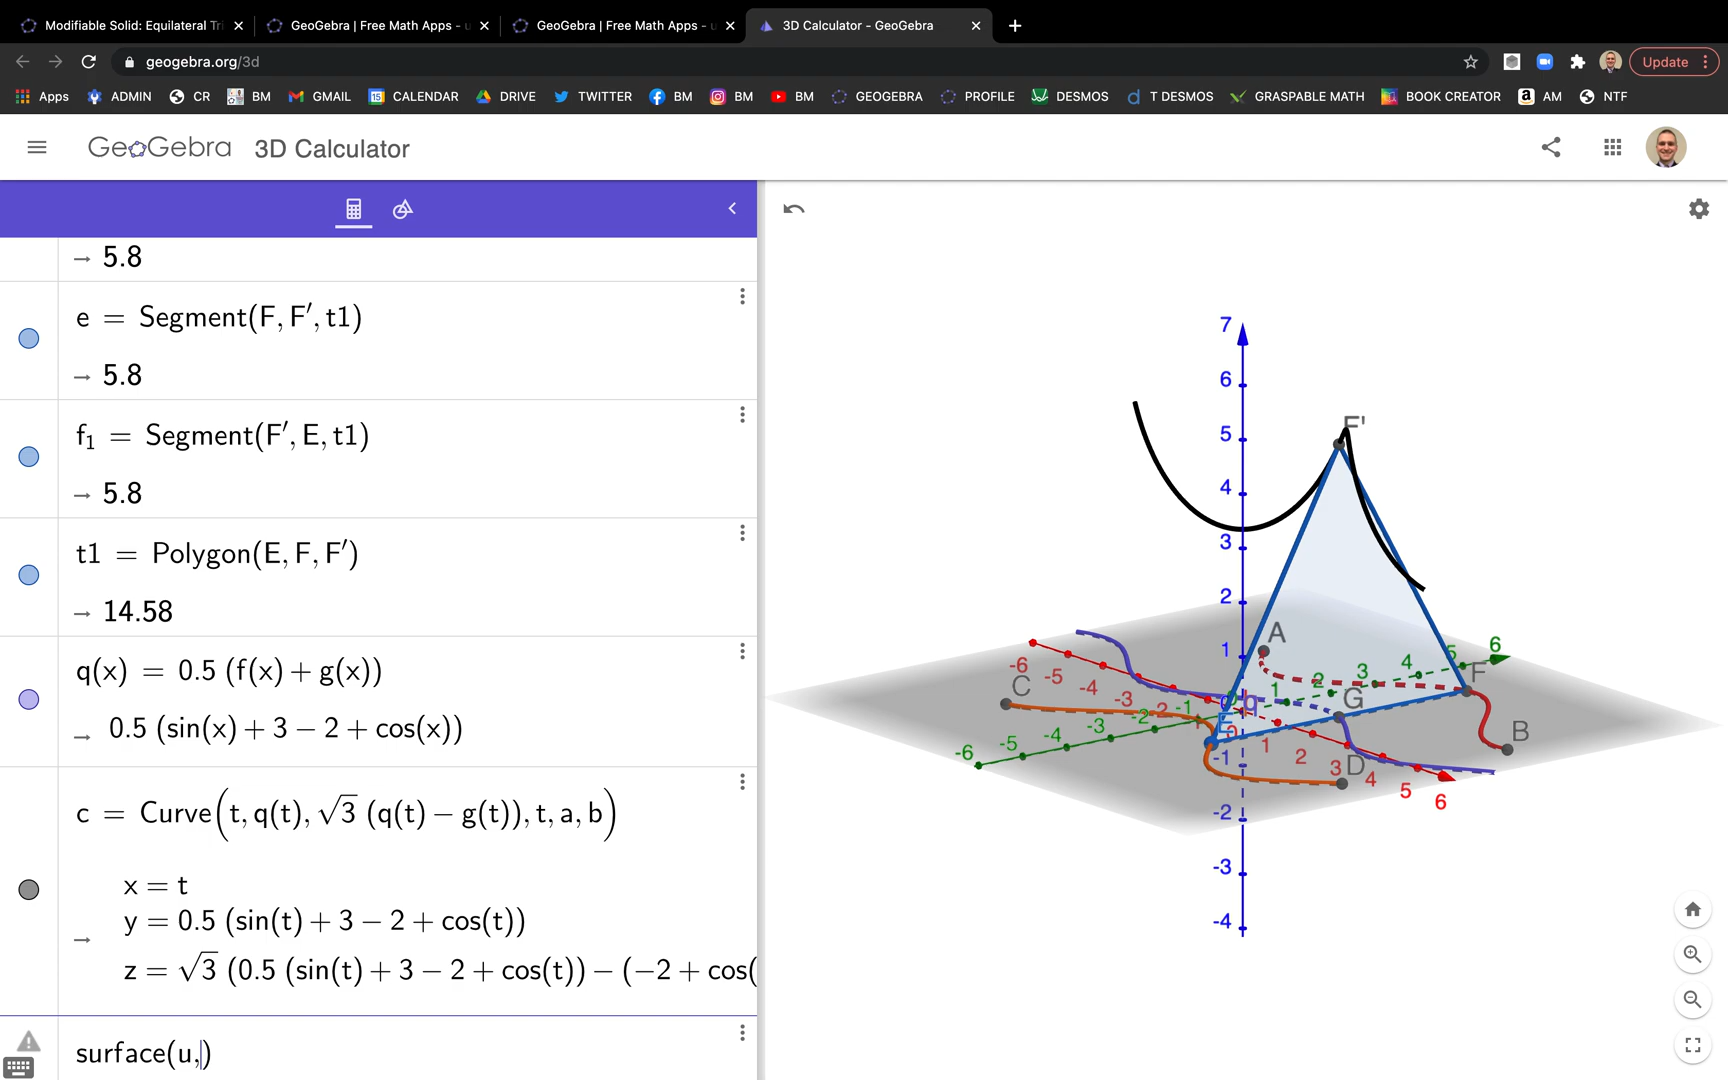 Modifiable Solid: Equilateral Tri
GeoGebra | Free Math Apps - u
GeoGebra | Free Math Apps - u
3D Calculator - GeoGebra
geogebra.org/3d
Update
Apps ADMIN CR BM GMAIL 15 CALENDAR DRIVE TWITTER BM BM BM GEOGEBRA PROFILE DESMOS T DESMOS GRASPABLE MATH BOOK CREATOR AM NTF
GeoGebra 3D Calculator
→ 5.8
e = Segment(F, F′, t1)
→ 5.8
f₁ = Segment(F′, E, t1)
→ 5.8
t1 = Polygon(E, F, F′)
→ 14.58
q(x) = 0.5 (f(x) + g(x))
→ 0.5 (sin(x) + 3 − 2 + cos(x))
c = Curve(t, q(t), √3 (q(t) − g(t)), t, a, b)
x = t
y = 0.5 (sin(t) + 3 − 2 + cos(t))
→
z = √3 (0.5 (sin(t) + 3 − 2 + cos(t)) − (−2 + cos(
surface(u,)
7
6
5
4
3
2
1
0
-1
-2
-3
-4
F'
A
C
E
q
G
F
B
D
-6 -5 -4 -3 -2 -1 0 1 2 3 4 5 6
-6 -5 -4 -3 -2 -1 1 2 3 4 5 6